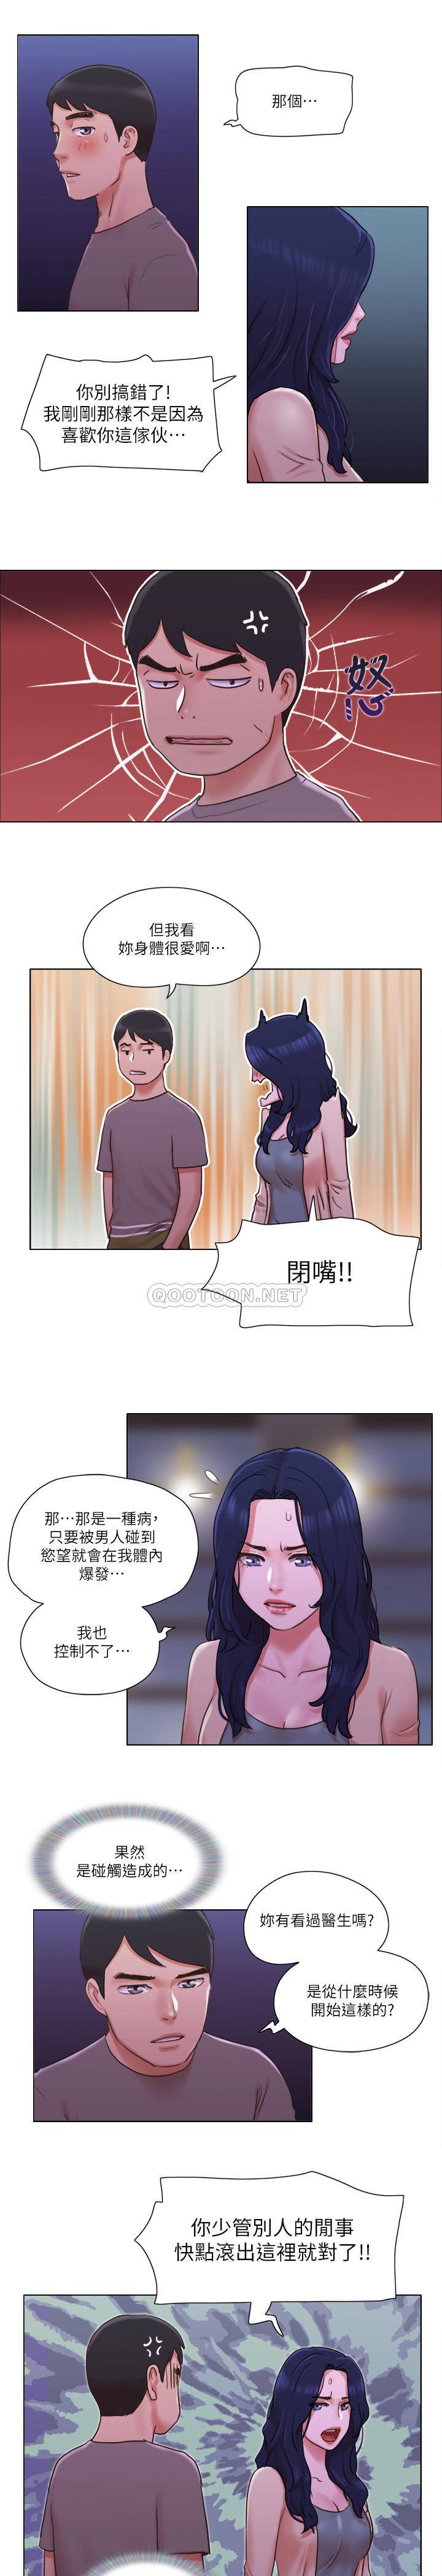 那個…
你別搞錯了!
我剛剛那樣不是因為
喜歡你這傢伙…
怒
但我看
妳身體很愛啊…
閉嘴!!
QOOTOON.NET
那…那是一種病，
只要被男人碰到
慾望就會在我體內
爆發…
我也
控制不了…
果然
是碰觸造成的…
妳有看過醫生嗎?
是從什麼時候
開始這樣的?
你少管別人的閒事
快點滾出這裡就對了!!